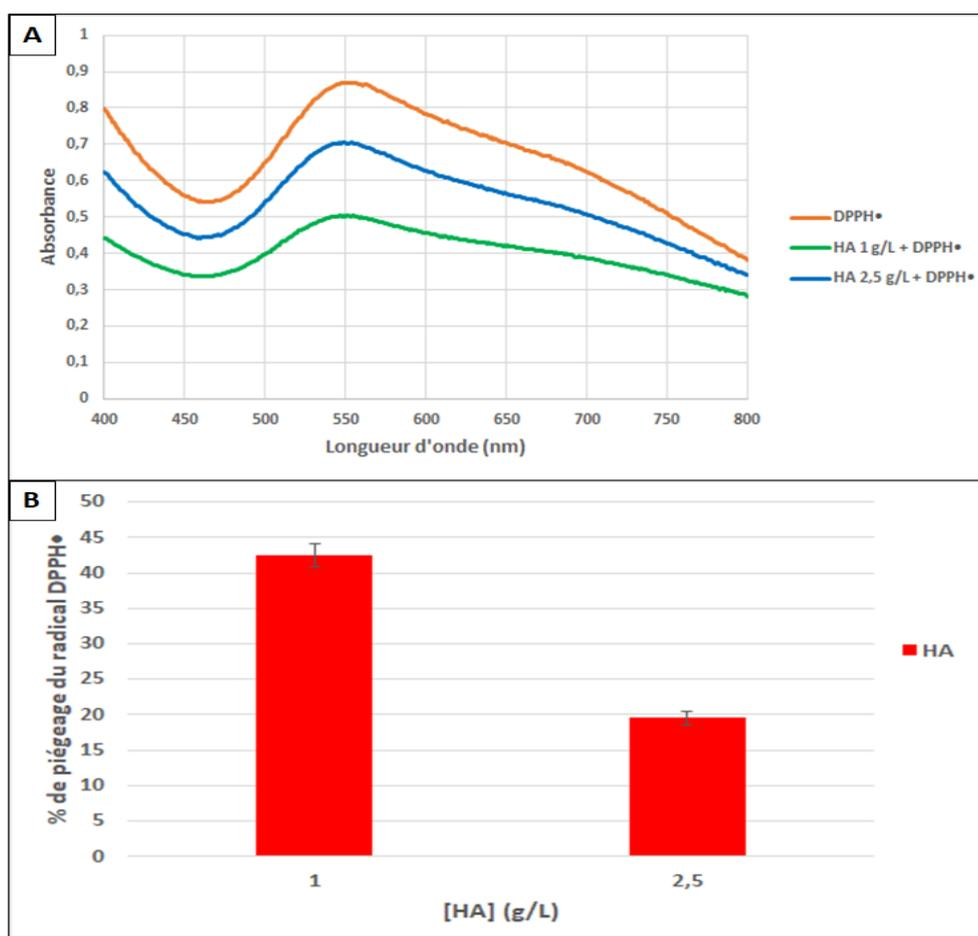 A
1
0,9
0,8
0,7
0,6
0,5
0,4
0,3
0,2
0,1
0
Absorbance
400 450 500 550 600 650 700 750 800
Longueur d'onde (nm)
DPPH•
HA 1 g/L + DPPH•
HA 2,5 g/L + DPPH•
B
50
45
40
35
30
25
20
15
10
5
0
% de piégeage du radical DPPH•
1 2,5
[HA] (g/L)
HA